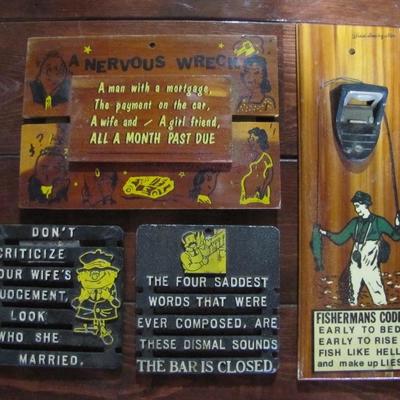 A NERVOUS WRECK
A man with a mortgage,
The payment on the car,
A wife and / A girl friend,
ALL A MONTH PAST DUE
DON'T
CRITICIZE
YOUR WIFE'S
JUDGEMENT,
LOOK
WHO SHE
MARRIED.
THE FOUR SADDEST
WORDS THAT WERE
EVER COMPOSED, ARE
THESE DISMAL SOUNDS
THE BAR IS CLOSED.
FISHERMANS CODE
EARLY TO BED
EARLY TO RISE
FISH LIKE HELL
and make up LIES